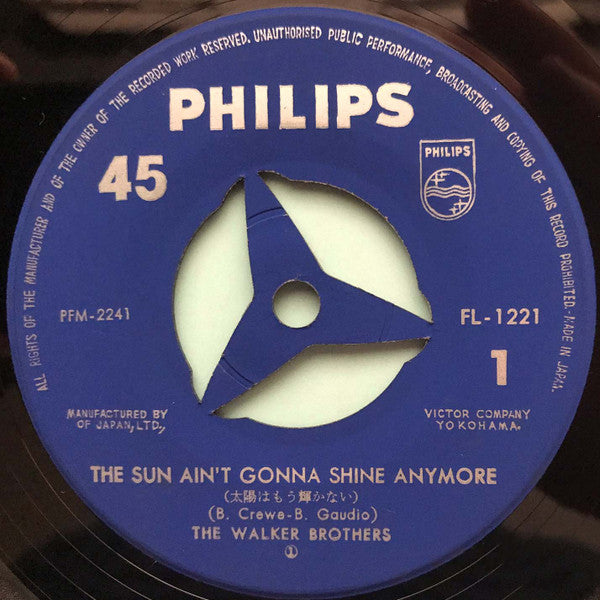 ALL RIGHTS OF THE MANUFACTURER AND OF THE OWNER OF THE RECORDED WORK RESERVED. UNAUTHORISED PUBLIC PERFORMANCE, BROADCASTING AND COPYING OF THIS RECORD PROHIBITED. - MADE IN JAPAN.
PHILIPS
45
PHILIPS
PFM-2241
FL-1221
1
MANUFACTURED BY
OF JAPAN, LTD.,
VICTOR COMPANY
YOKOHAMA.
THE SUN AIN'T GONNA SHINE ANYMORE
(太陽はもう輝かない)
(B. Crewe-B. Gaudio)
THE WALKER BROTHERS
①